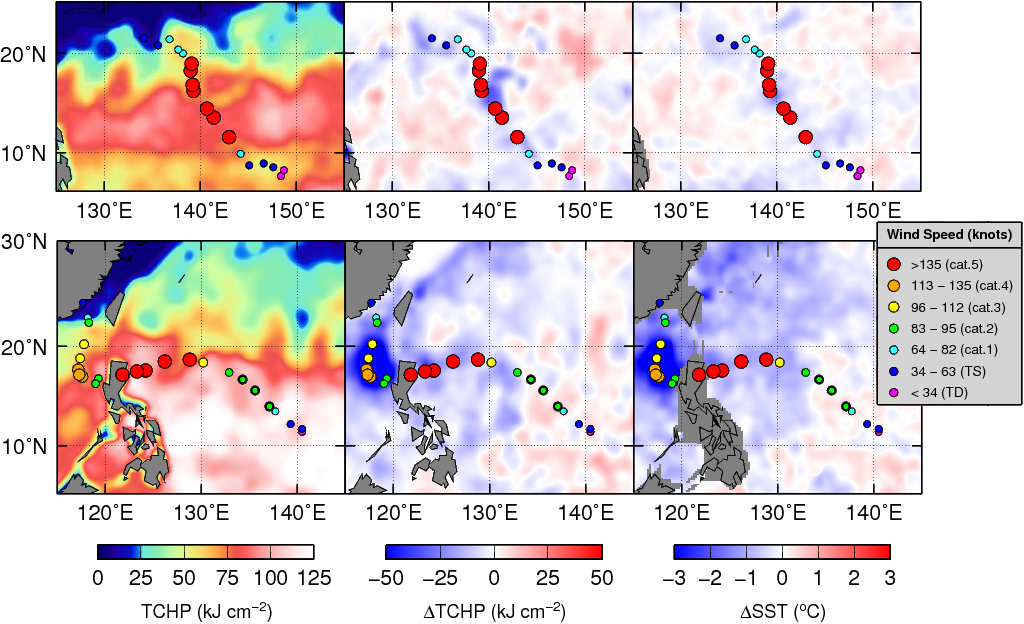 20°N
10°N
130°E 140°E 150°E 130°E 140°E 150°E 130°E 140°E 150°E
30°N
20°N
10°N
120°E 130°E 140°E 120°E 130°E 140°E 120°E 130°E 140°E
Wind Speed (knots)
>135 (cat.5)
113 – 135 (cat.4)
96 – 112 (cat.3)
83 – 95 (cat.2)
64 – 82 (cat.1)
34 – 63 (TS)
< 34 (TD)
0 25 50 75 100 125
TCHP (kJ cm⁻²)
−50 −25 0 25 50
ΔTCHP (kJ cm⁻²)
−3 −2 −1 0 1 2 3
ΔSST (°C)